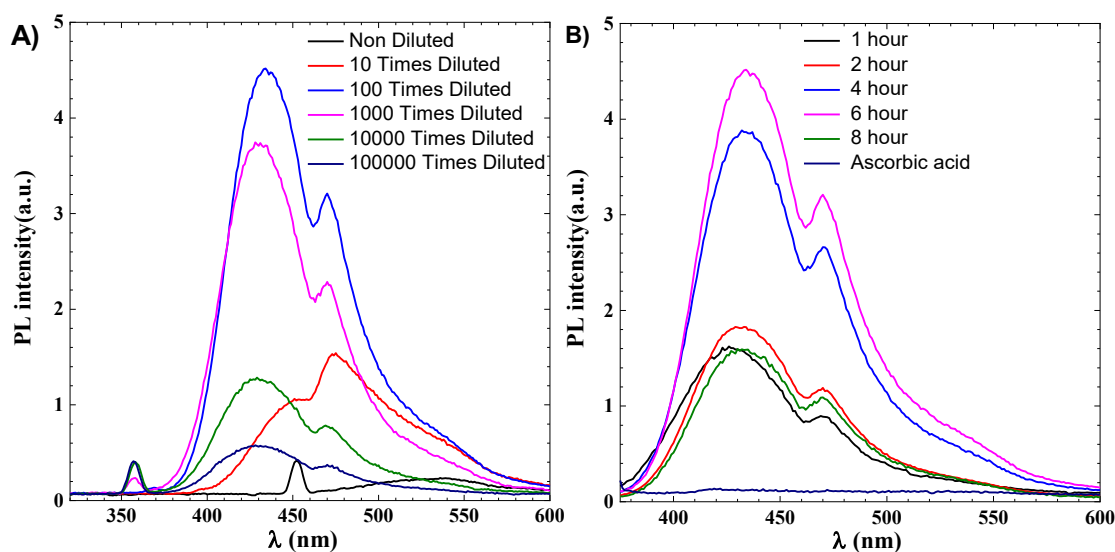 A)
Non Diluted
10 Times Diluted
100 Times Diluted
1000 Times Diluted
10000 Times Diluted
100000 Times Diluted
PL intensity(a.u.)
5
4
3
2
1
0
350 400 450 500 550 600
λ (nm)
B)
1 hour
2 hour
4 hour
6 hour
8 hour
Ascorbic acid
PL intensity(a.u.)
5
4
3
2
1
0
400 450 500 550 600
λ (nm)